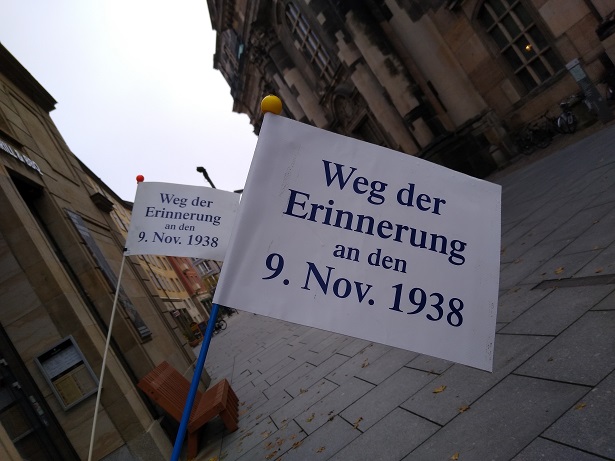 Weg der
Erinnerung
an den
9. Nov. 1938
Weg der
Erinnerung
an den
9. Nov. 1938